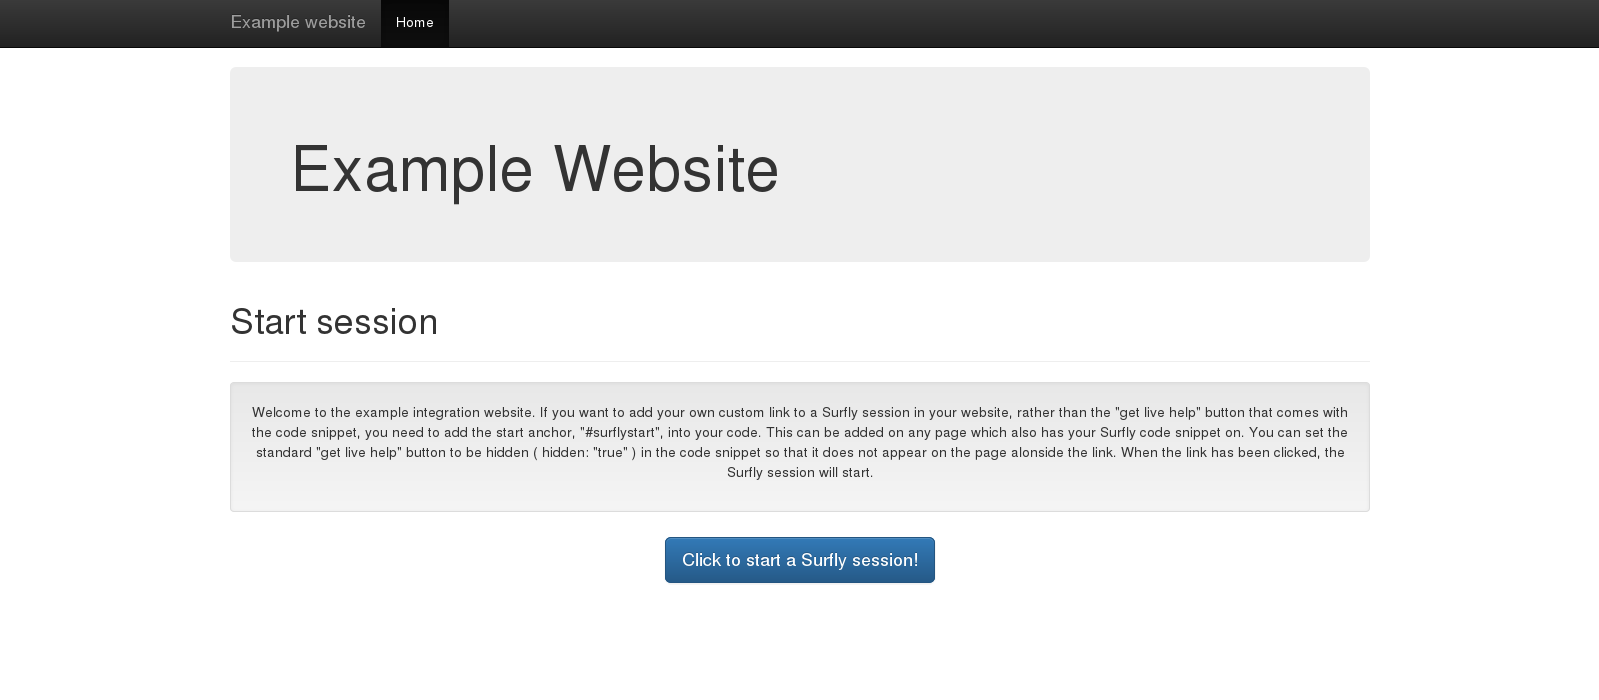 Example website
Home
Example Website
Start session
Welcome to the example integration website. If you want to add your own custom link to a Surfly session in your website, rather than the "get live help" button that comes with
the code snippet, you need to add the start anchor, "#surflystart", into your code. This can be added on any page which also has your Surfly code snippet on. You can set the
standard "get live help" button to be hidden ( hidden: "true" ) in the code snippet so that it does not appear on the page alonside the link. When the link has been clicked, the
Surfly session will start.
Click to start a Surfly session!